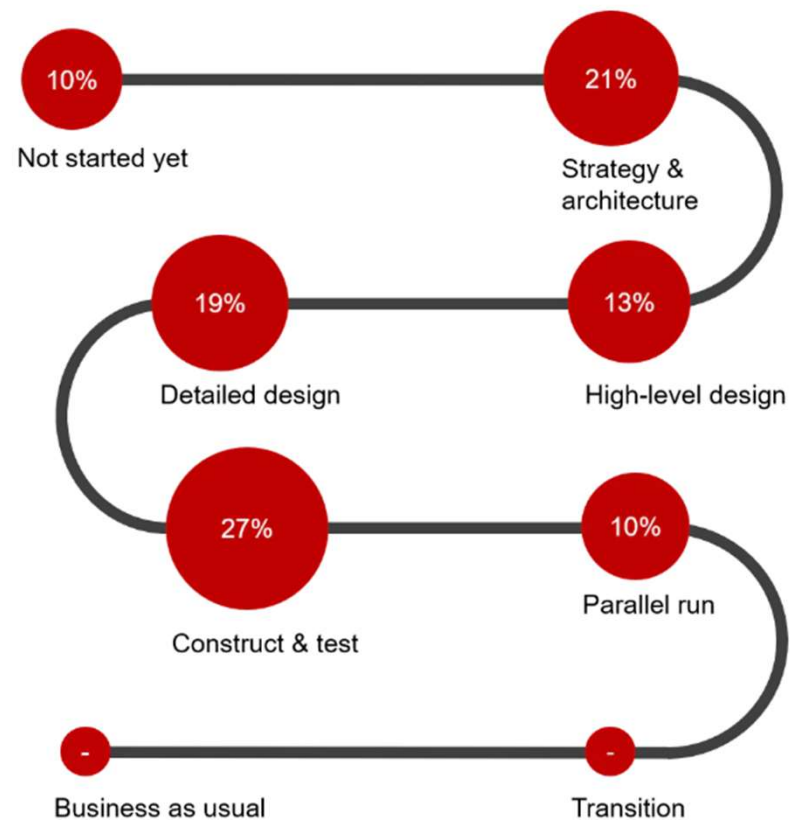 10%
21%
Not started yet
Strategy &
architecture
19%
13%
Detailed design
High-level design
27%
10%
Parallel run
Construct & test
-
-
Business as usual
Transition